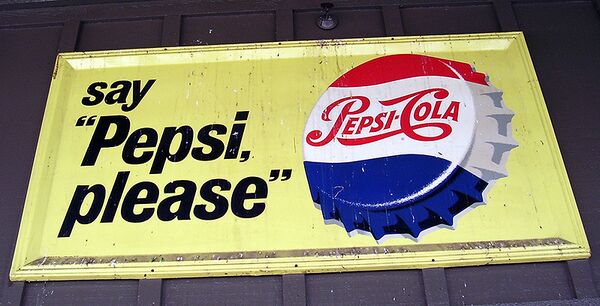 say
"Pepsi,
please"
PEPSI-COLA